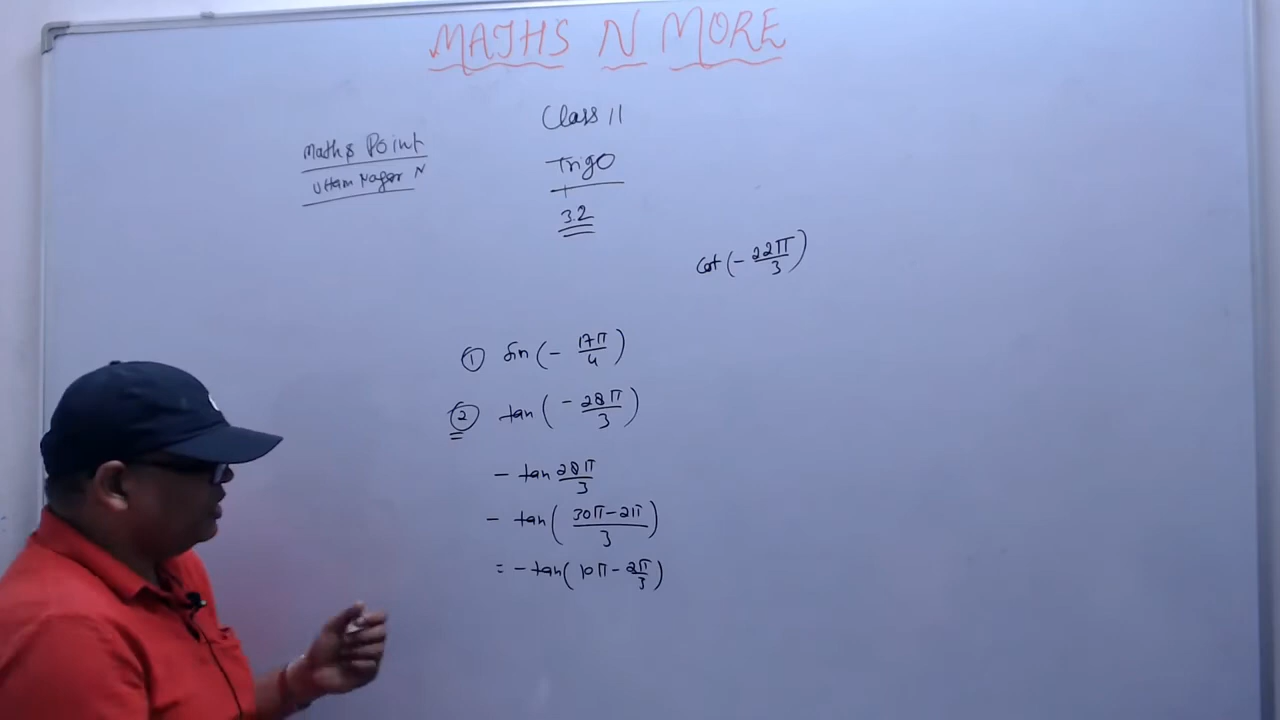 MATHS N MORE
Class 11
Maths Point
Uttam Nagar N
Trigo
3.2
cot(-22π/3)
① sin(-17π/4)
② tan(-28π/3)
- tan 28π/3
- tan(30π-2π/3)
= - tan(10π - 2π/3)